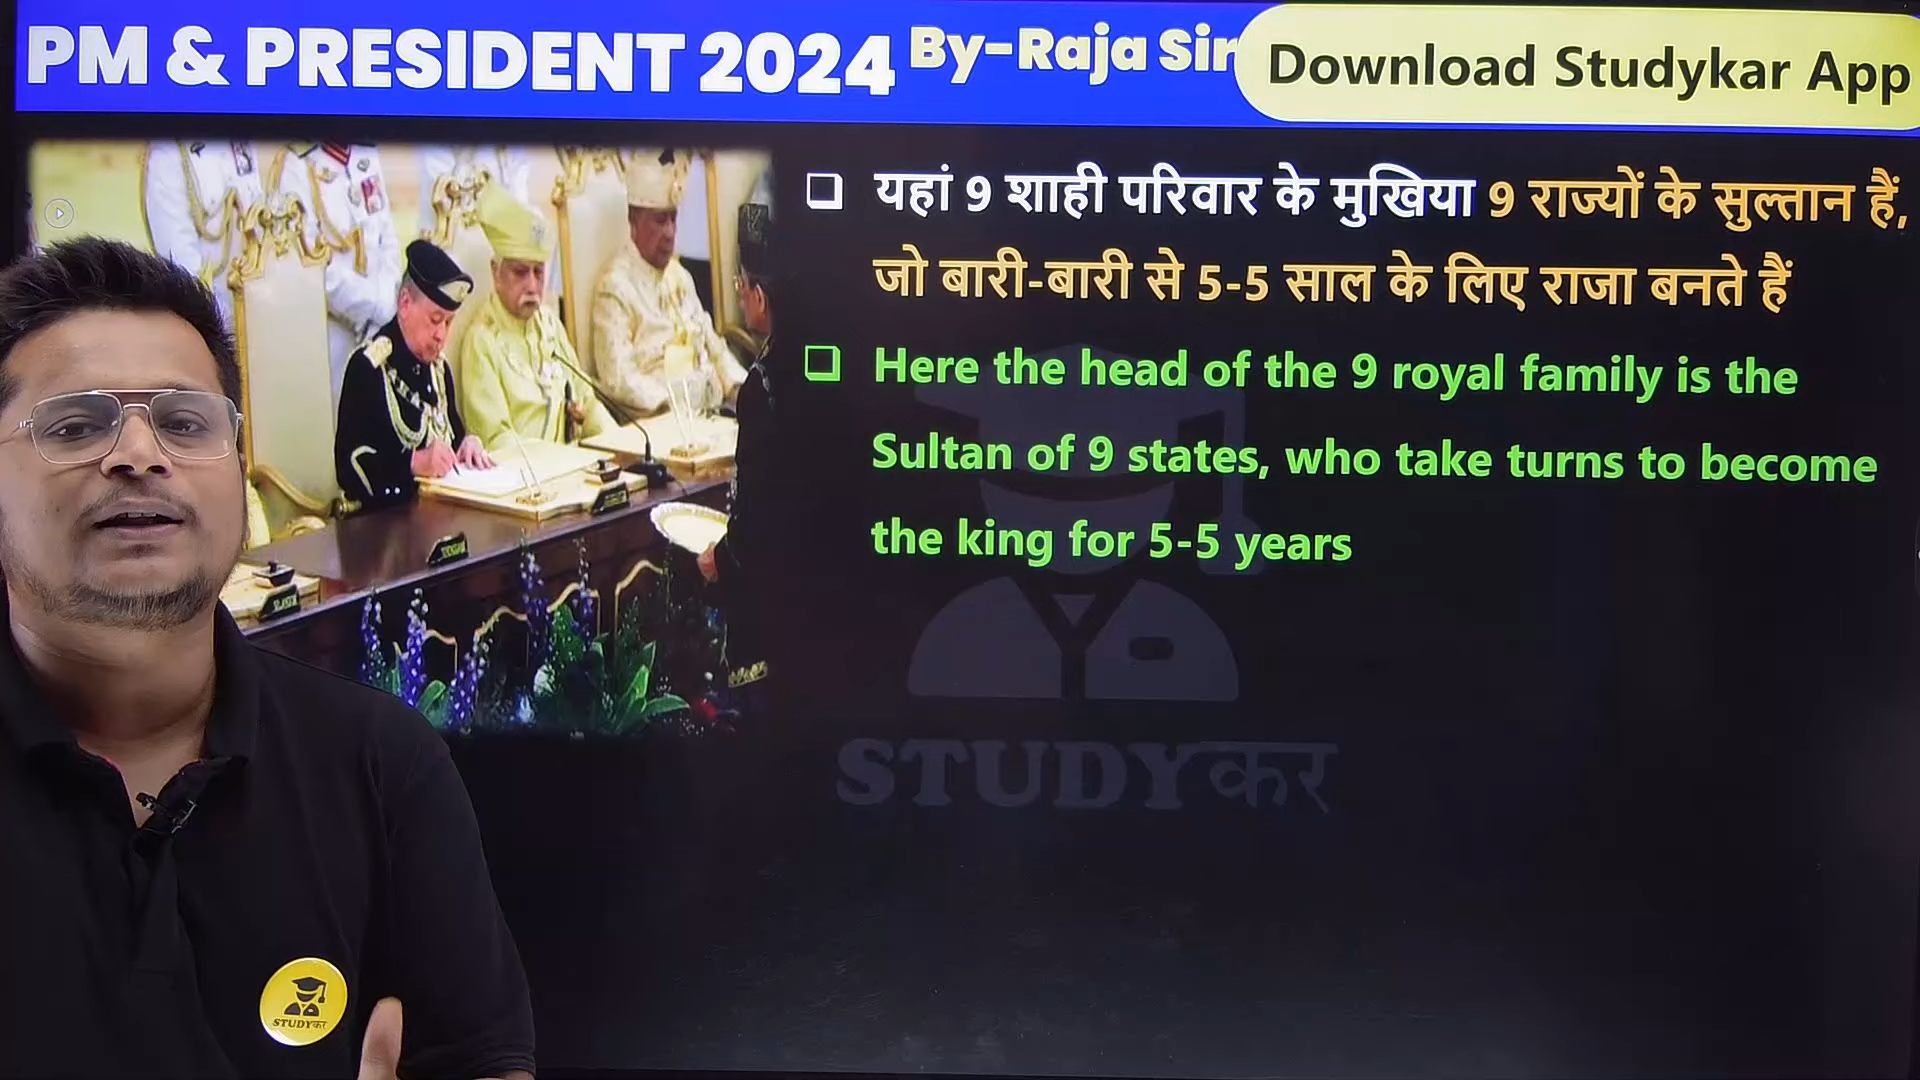 PM & PRESIDENT 2024 By-Raja Sir
Download Studykar App
❑ यहां 9 शाही परिवार के मुखिया 9 राज्यों के सुल्तान हैं,
जो बारी-बारी से 5-5 साल के लिए राजा बनते हैं
❑ Here the head of the 9 royal family is the
Sultan of 9 states, who take turns to become
the king for 5-5 years
STUDYकर
STUDYकर